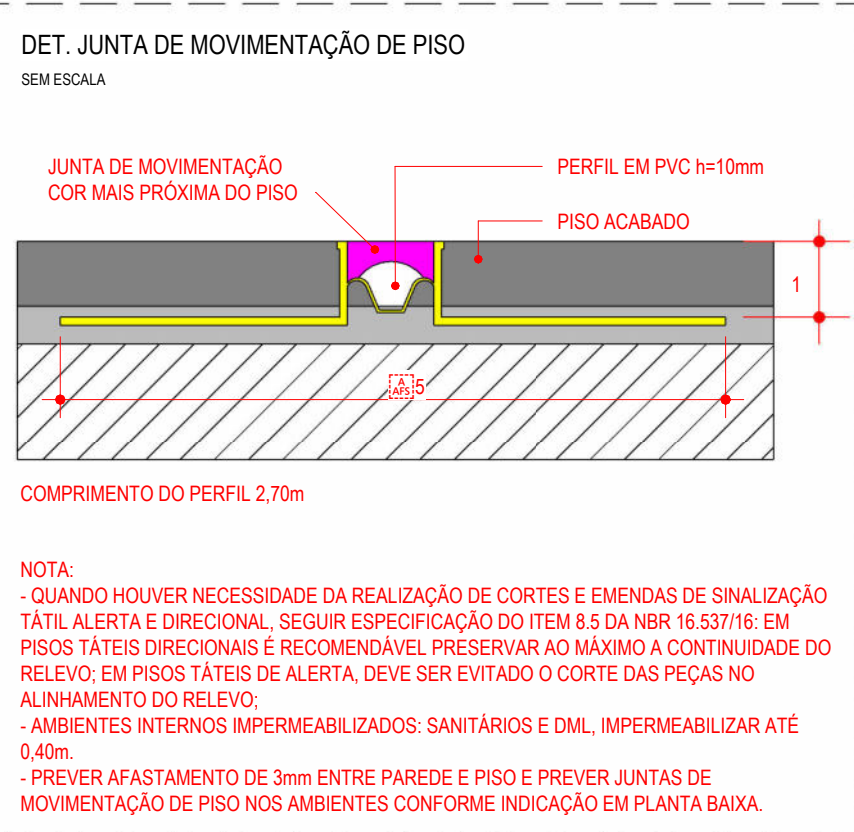 DET. JUNTA DE MOVIMENTAÇÃO DE PISO
SEM ESCALA
JUNTA DE MOVIMENTAÇÃO
COR MAIS PRÓXIMA DO PISO
PERFIL EM PVC h=10mm
PISO ACABADO
1
A
AFS
5
COMPRIMENTO DO PERFIL 2,70m
NOTA:
- QUANDO HOUVER NECESSIDADE DA REALIZAÇÃO DE CORTES E EMENDAS DE SINALIZAÇÃO
TÁTIL ALERTA E DIRECIONAL, SEGUIR ESPECIFICAÇÃO DO ITEM 8.5 DA NBR 16.537/16: EM
PISOS TÁTEIS DIRECIONAIS É RECOMENDÁVEL PRESERVAR AO MÁXIMO A CONTINUIDADE DO
RELEVO; EM PISOS TÁTEIS DE ALERTA, DEVE SER EVITADO O CORTE DAS PEÇAS NO
ALINHAMENTO DO RELEVO;
- AMBIENTES INTERNOS IMPERMEABILIZADOS: SANITÁRIOS E DML, IMPERMEABILIZAR ATÉ
0,40m.
- PREVER AFASTAMENTO DE 3mm ENTRE PAREDE E PISO E PREVER JUNTAS DE
MOVIMENTAÇÃO DE PISO NOS AMBIENTES CONFORME INDICAÇÃO EM PLANTA BAIXA.